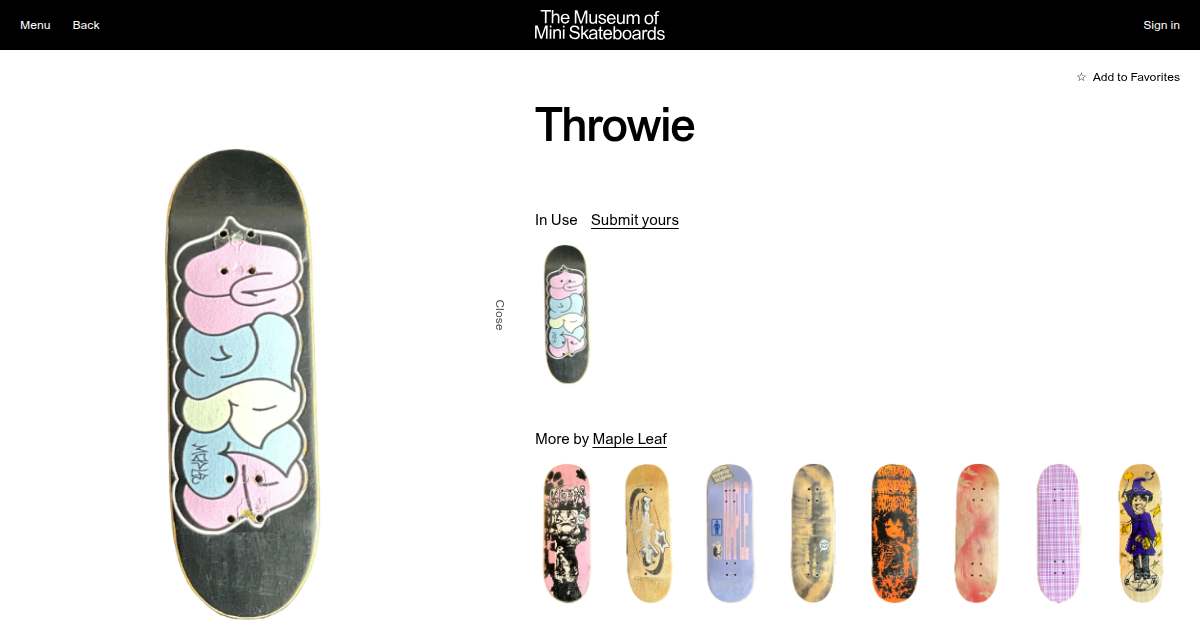 Menu
Back
The Museum of
Mini Skateboards
Sign in
☆ Add to Favorites
Throwie
In Use
Submit yours
Close
More by Maple Leaf